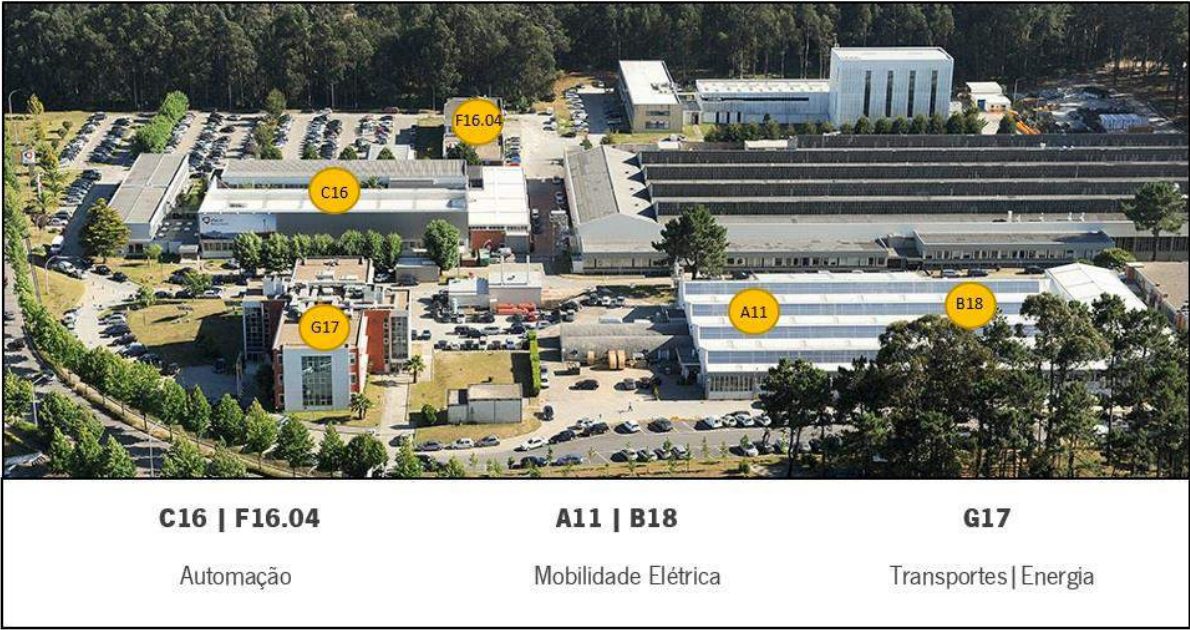 F16.04
C16
G17
A11
B18
C16 | F16.04
A11 | B18
G17
Automação
Mobilidade Elétrica
Transportes|Energia